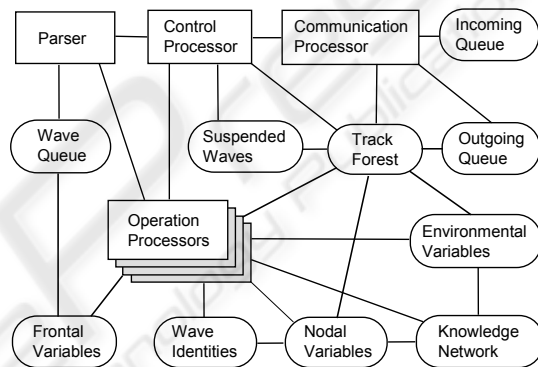 Parser
Control
Processor
Communication
Processor
Incoming
Queue
Wave
Queue
Suspended
Waves
Track
Forest
Outgoing
Queue
Operation
Processors
Environmental
Variables
Frontal
Variables
Wave
Identities
Nodal
Variables
Knowledge
Network